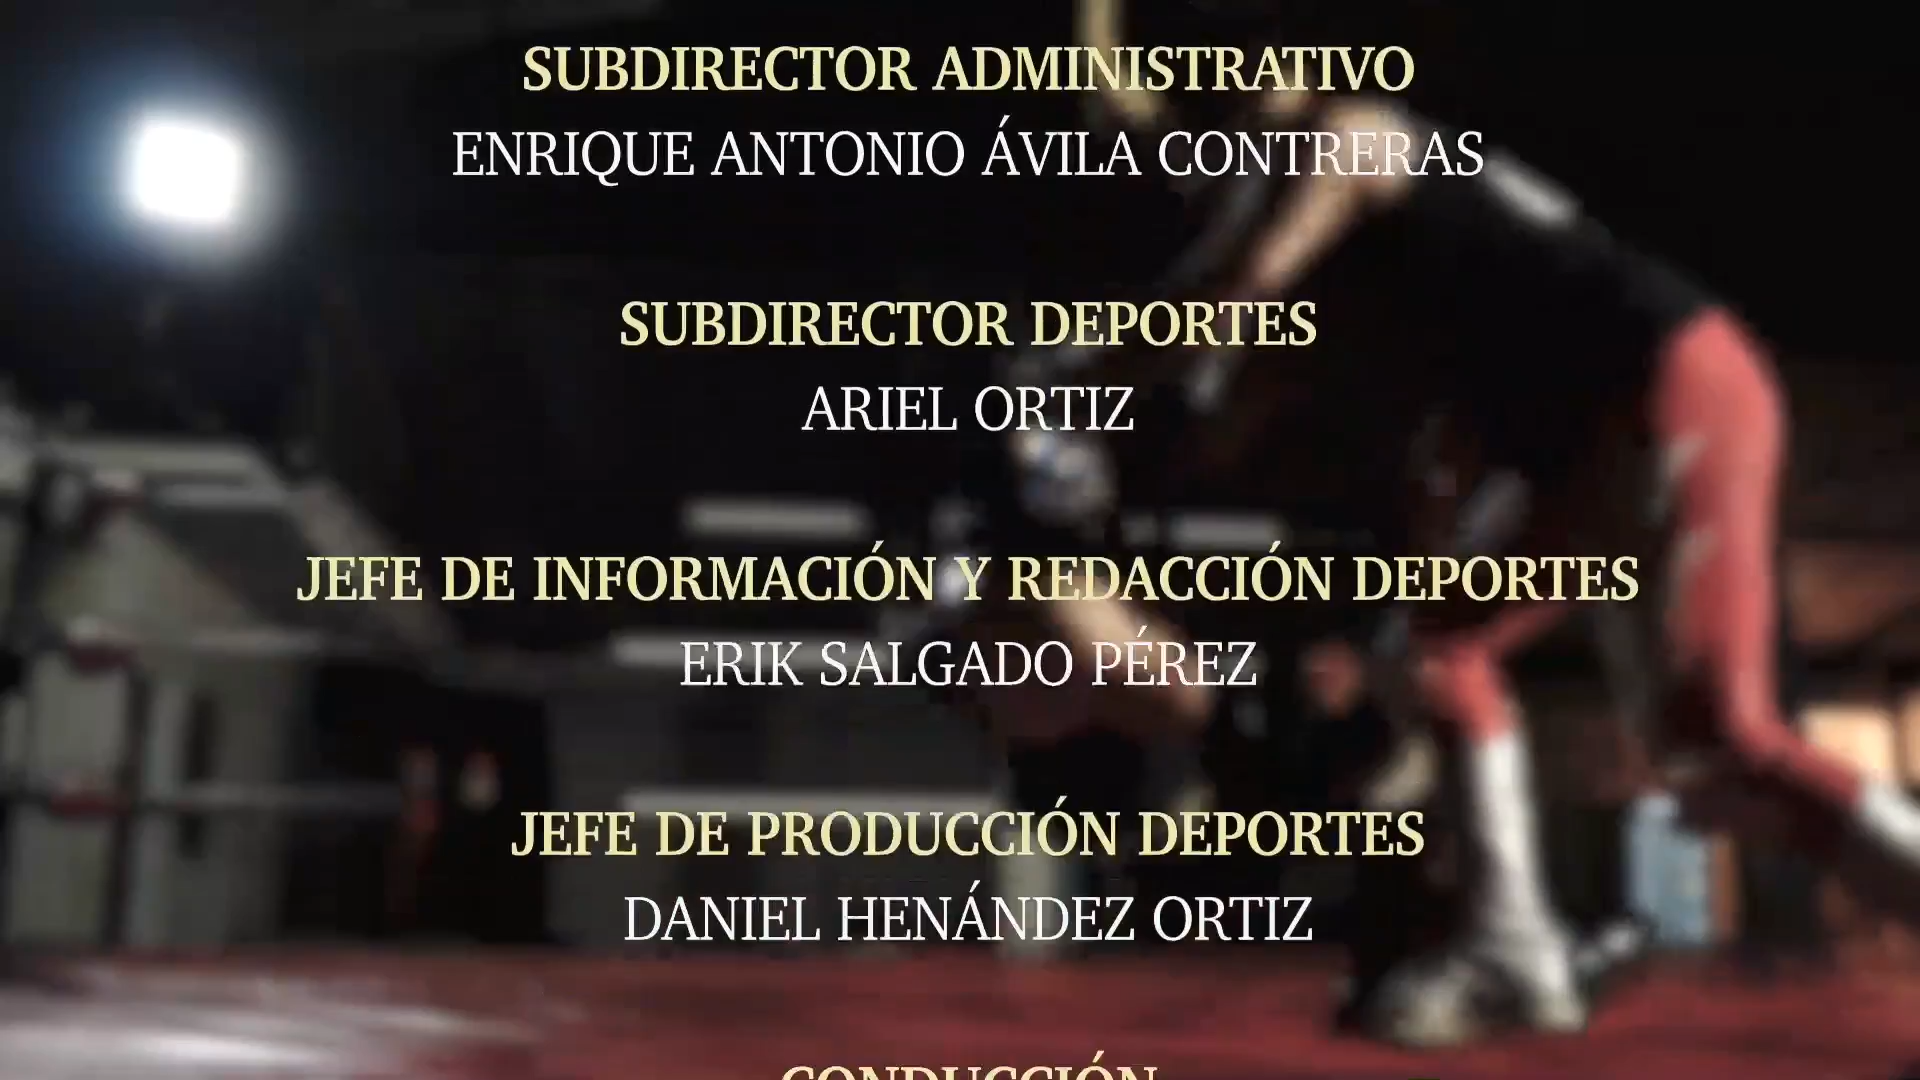 SUBDIRECTOR ADMINISTRATIVO
ENRIQUE ANTONIO ÁVILA CONTRERAS
SUBDIRECTOR DEPORTES
ARIEL ORTIZ
JEFE DE INFORMACIÓN Y REDACCIÓN DEPORTES
ERIK SALGADO PÉREZ
JEFE DE PRODUCCIÓN DEPORTES
DANIEL HENÁNDEZ ORTIZ
CONDUCCIÓN